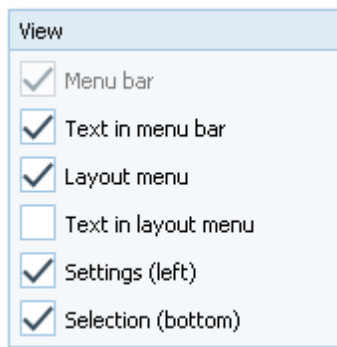 View
Menu bar
Text in menu bar
Layout menu
Text in layout menu
Settings (left)
Selection (bottom)